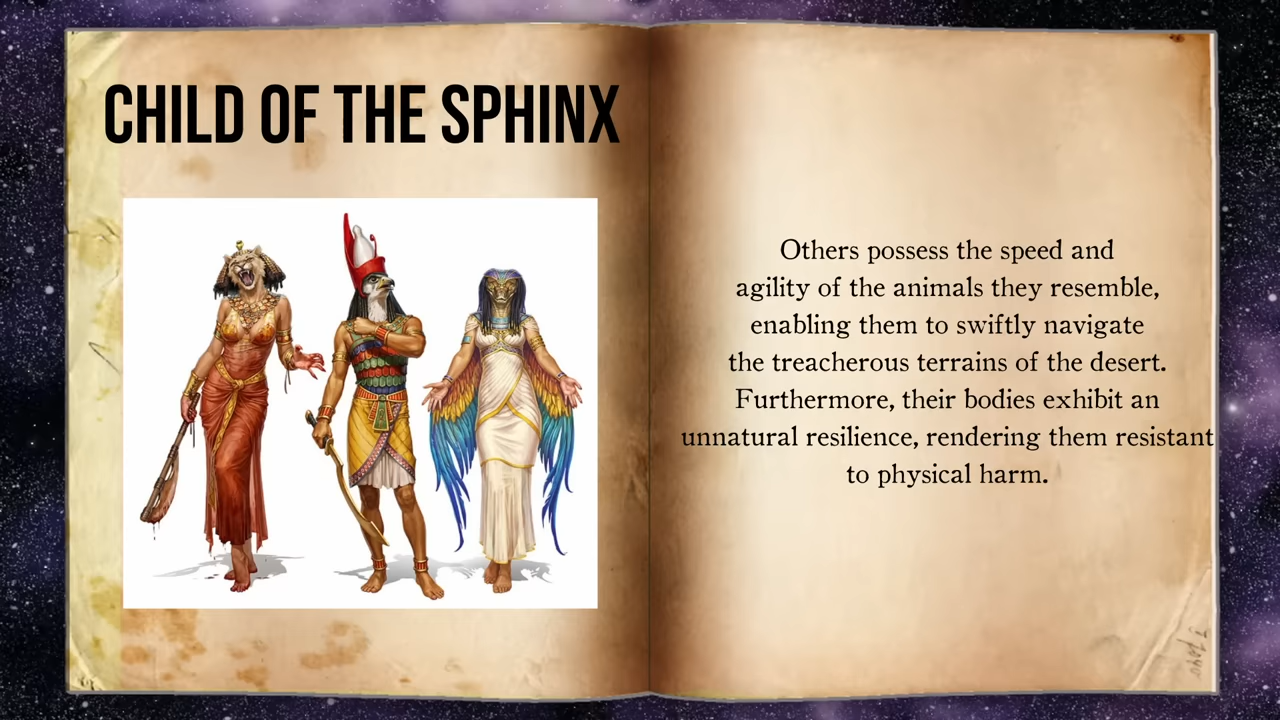 CHILD OF THE SPHINX
Others possess the speed and
agility of the animals they resemble,
enabling them to swiftly navigate
the treacherous terrains of the desert.
Furthermore, their bodies exhibit an
unnatural resilience, rendering them resistant
to physical harm.